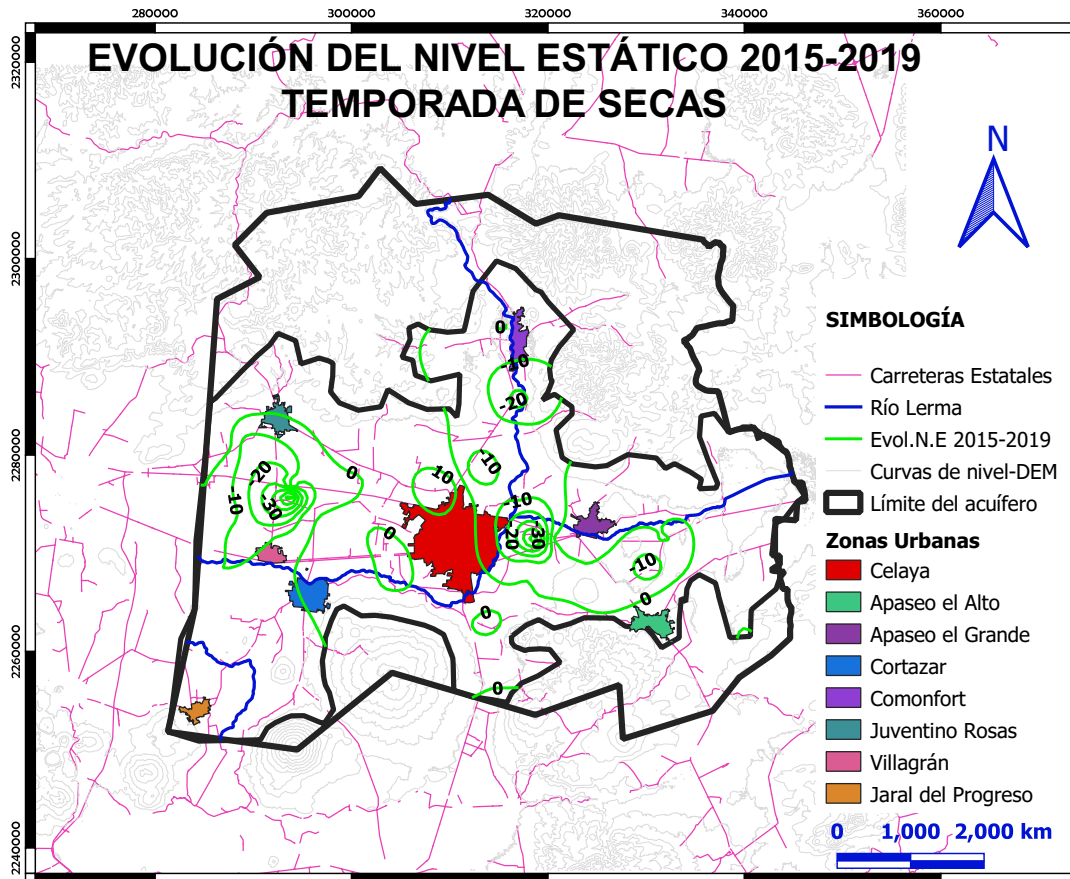 280000 300000 320000 340000 360000
EVOLUCIÓN DEL NIVEL ESTÁTICO 2015-2019
TEMPORADA DE SECAS
2320000
2300000
2280000
2260000
2240000
N
0
-10
-20
-10
10
0
-20
-10
-30
-10
-20
-30
0
-10
0
0
0
SIMBOLOGÍA
Carreteras Estatales
Río Lerma
Evol.N.E 2015-2019
Curvas de nivel-DEM
Límite del acuífero
Zonas Urbanas
Celaya
Apaseo el Alto
Apaseo el Grande
Cortazar
Comonfort
Juventino Rosas
Villagrán
Jaral del Progreso
0 1,000 2,000 km